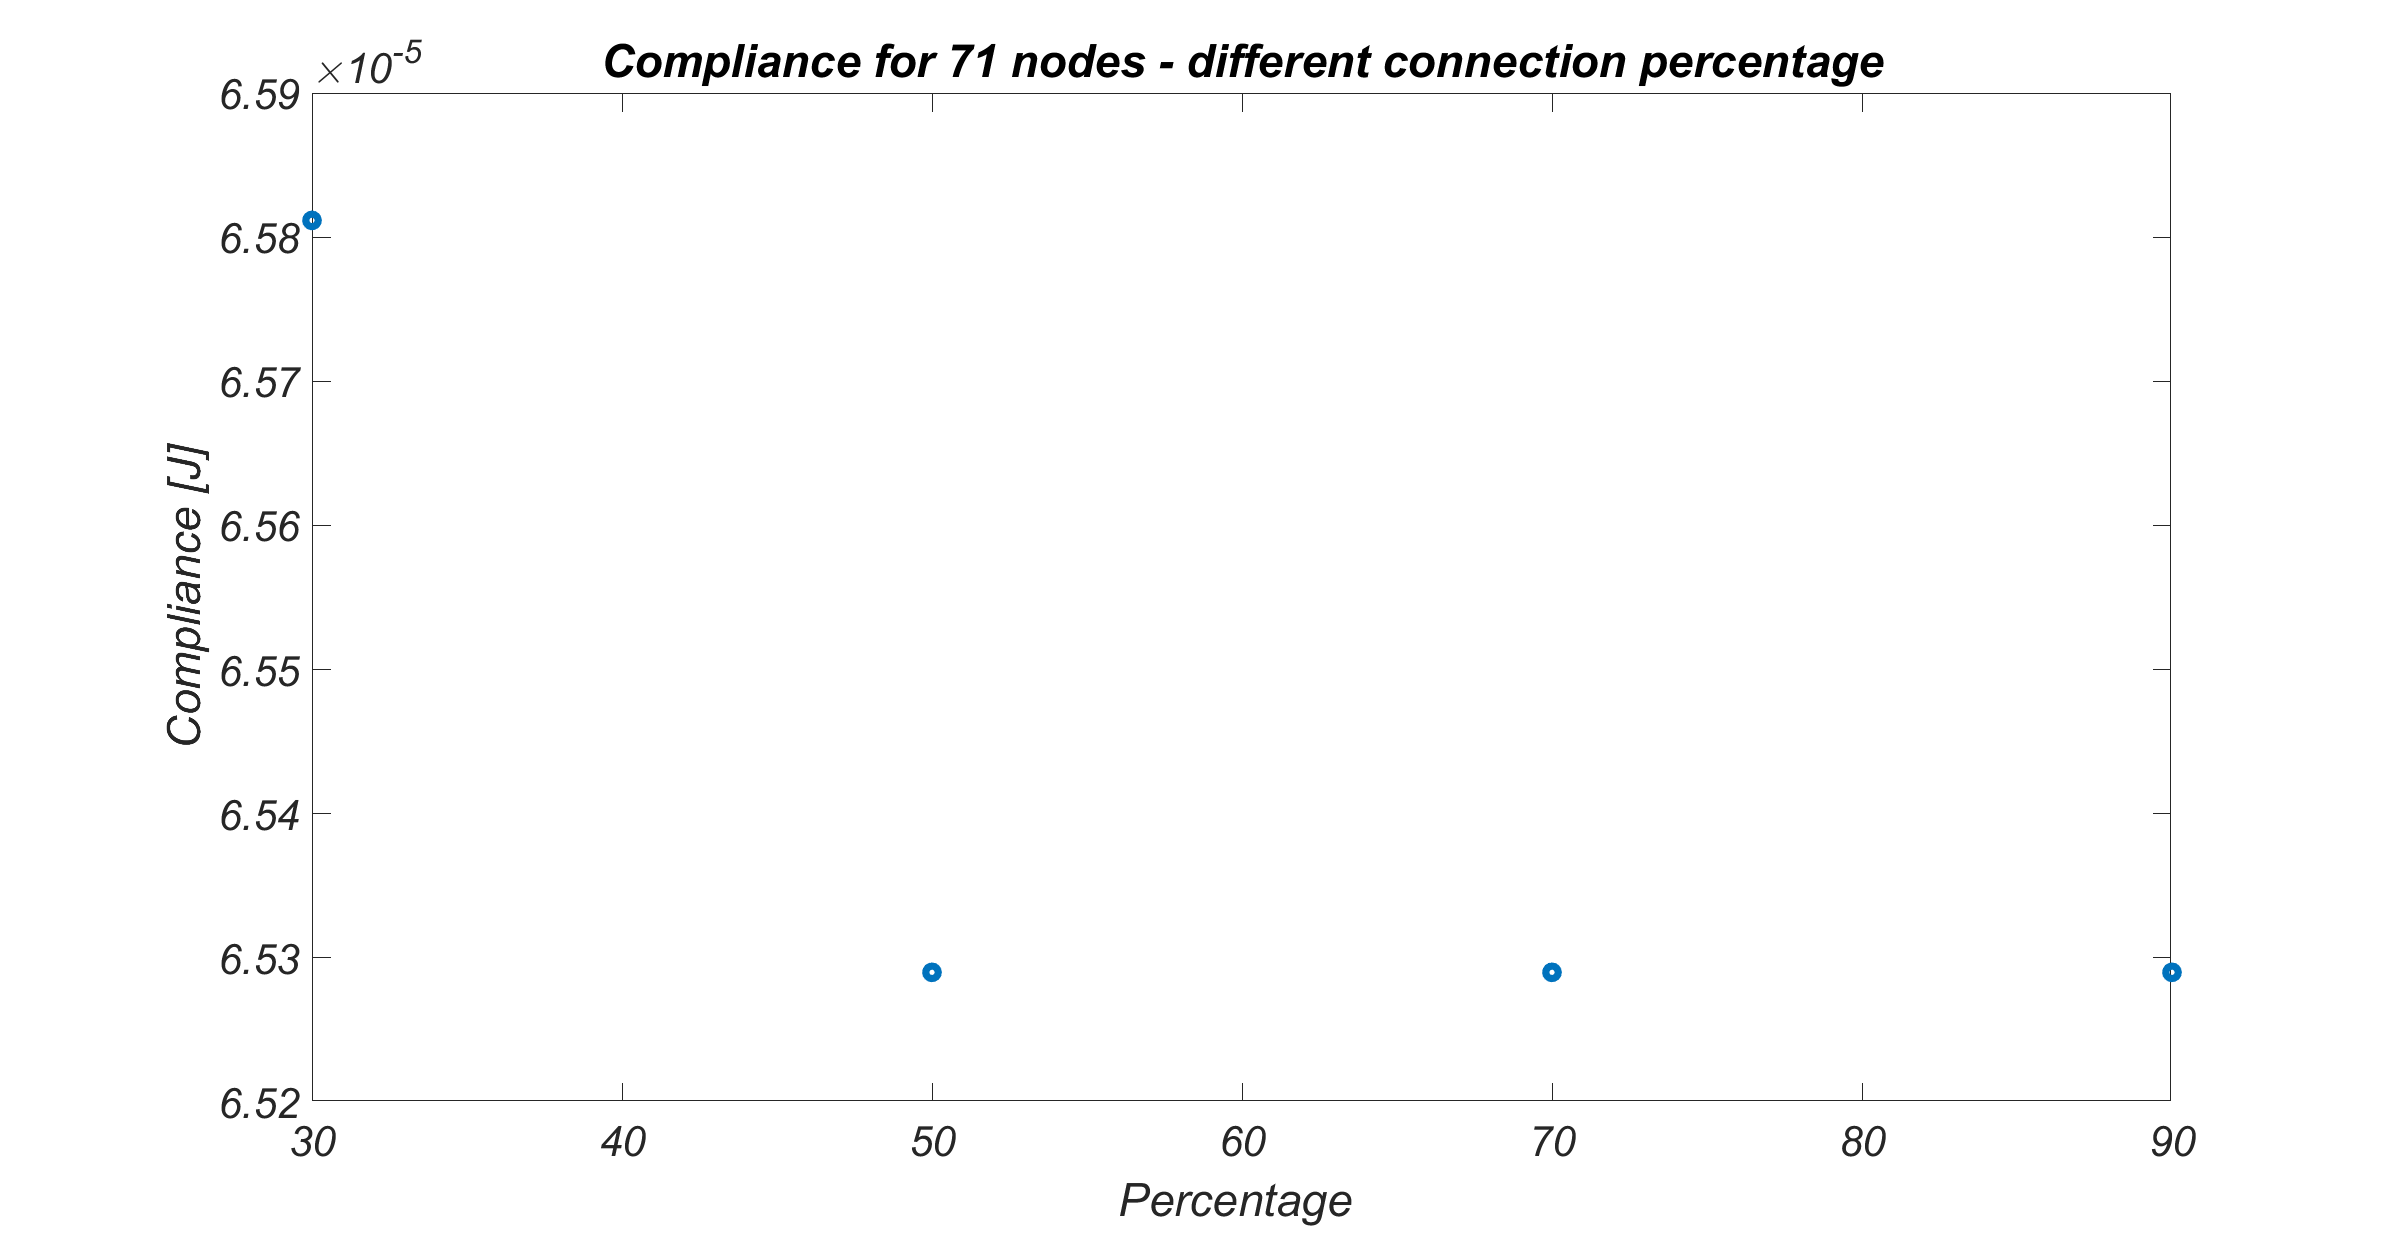 Compliance for 71 nodes - different connection percentage
×10⁻⁵
6.59
6.58
6.57
6.56
6.55
6.54
6.53
6.52
Compliance [J]
30 40 50 60 70 80 90
Percentage